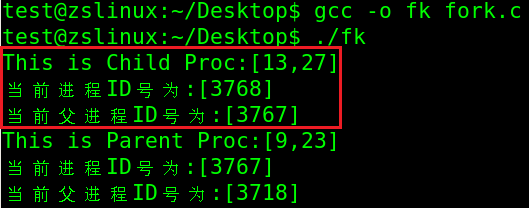 test@zslinux:~/Desktop$ gcc -o fk fork.c
test@zslinux:~/Desktop$ ./fk
This is Child Proc:[13,27]
当前进程ID号为:[3768]
当前父进程ID号为:[3767]
This is Parent Proc:[9,23]
当前进程ID号为:[3767]
当前父进程ID号为:[3718]